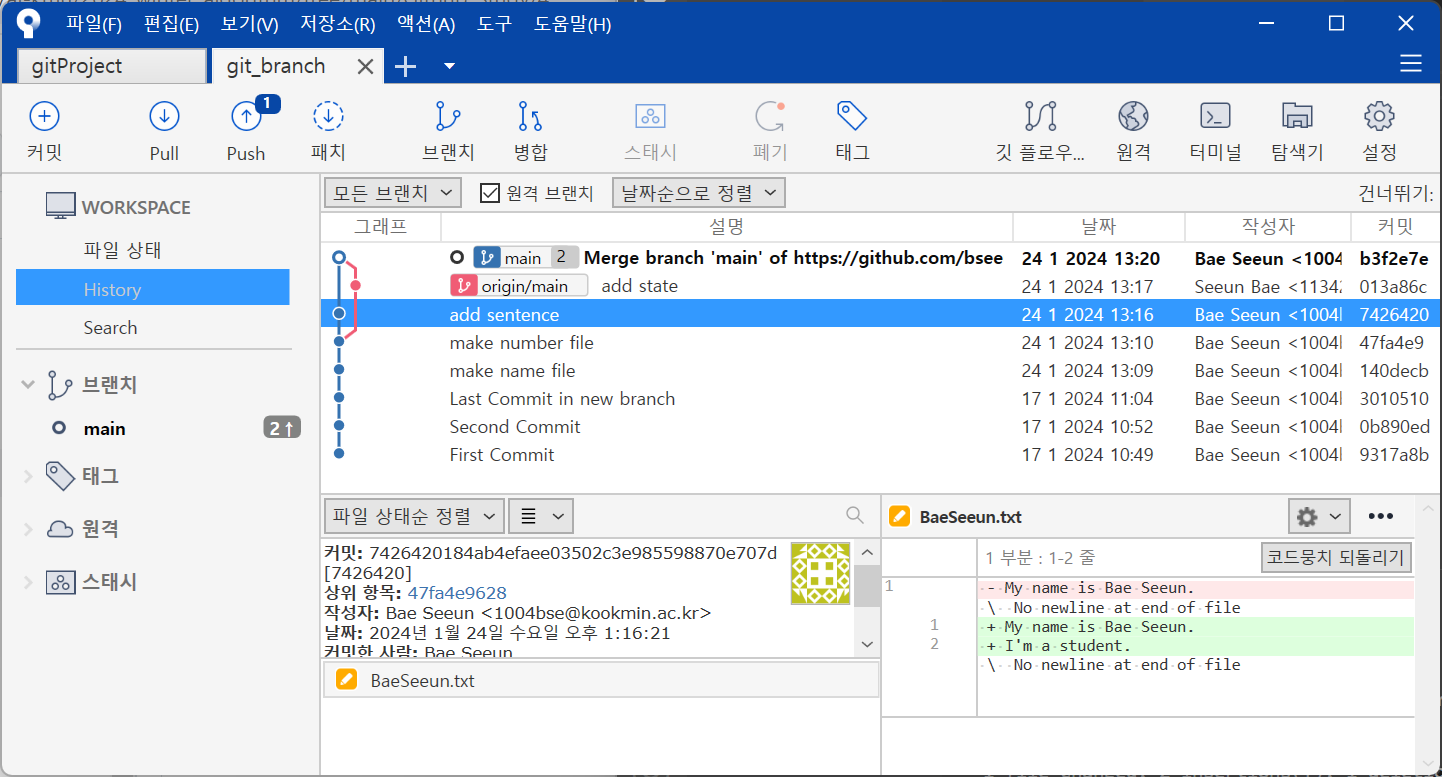 파일(F) 편집(E) 보기(V) 저장소(R) 액션(A) 도구 도움말(H)
gitProject git_branch
1
커밋 Pull Push 패치 브랜치 병합 스태시 폐기 태그 깃 플로우... 원격 터미널 탐색기 설정
WORKSPACE
파일 상태
History
Search
브랜치
main 2↑
태그
원격
스태시
모든 브랜치 원격 브랜치 날짜순으로 정렬 건너뛰기:
그래프 설명 날짜 작성자 커밋
main 2 Merge branch 'main' of https://github.com/bsee 24 1 2024 13:20 Bae Seeun <1004 b3f2e7e
origin/main add state 24 1 2024 13:17 Seeun Bae <11342 013a86c
add sentence 24 1 2024 13:16 Bae Seeun <1004 7426420
make number file 24 1 2024 13:10 Bae Seeun <1004 47fa4e9
make name file 24 1 2024 13:09 Bae Seeun <1004 140decb
Last Commit in new branch 17 1 2024 11:04 Bae Seeun <1004 3010510
Second Commit 17 1 2024 10:52 Bae Seeun <1004 0b890ed
First Commit 17 1 2024 10:49 Bae Seeun <1004 9317a8b
파일 상태순 정렬
커밋: 7426420184ab4efaee03502c3e985598870e707d
[7426420]
상위 항목: 47fa4e9628
작성자: Bae Seeun <1004bse@kookmin.ac.kr>
날짜: 2024년 1월 24일 수요일 오후 1:16:21
커밋한 사람: Bae Seeun
BaeSeeun.txt
BaeSeeun.txt
1 부분 : 1-2 줄 코드뭉치 되돌리기
1 - My name is Bae Seeun.
\ No newline at end of file
1 + My name is Bae Seeun.
2 + I'm a student.
\ No newline at end of file